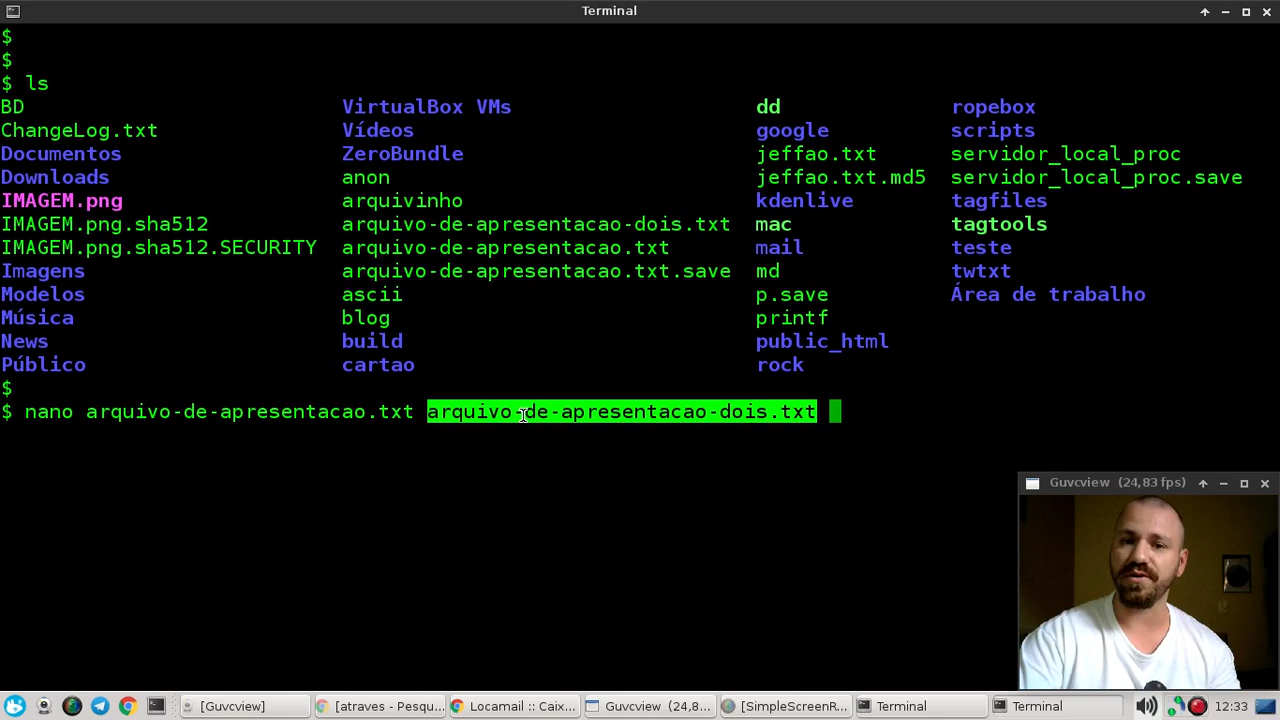 Terminal
$
$
$ ls
BD VirtualBox VMs dd ropebox
ChangeLog.txt Vídeos google scripts
Documentos ZeroBundle jeffao.txt servidor_local_proc
Downloads anon jeffao.txt.md5 servidor_local_proc.save
IMAGEM.png arquivinho kdenlive tagfiles
IMAGEM.png.sha512 arquivo-de-apresentacao-dois.txt mac tagtools
IMAGEM.png.sha512.SECURITY arquivo-de-apresentacao.txt mail teste
Imagens arquivo-de-apresentacao.txt.save md twtxt
Modelos ascii p.save Área de trabalho
Música blog printf
News build public_html
Público cartao rock
$
$ nano arquivo-de-apresentacao.txt arquivo-de-apresentacao-dois.txt
Guvcview (24,83 fps)
[Guvcview] [atraves - Pesqu... Locamail :: Caix... Guvcview (24,8... [SimpleScreenR... Terminal Terminal 12:33